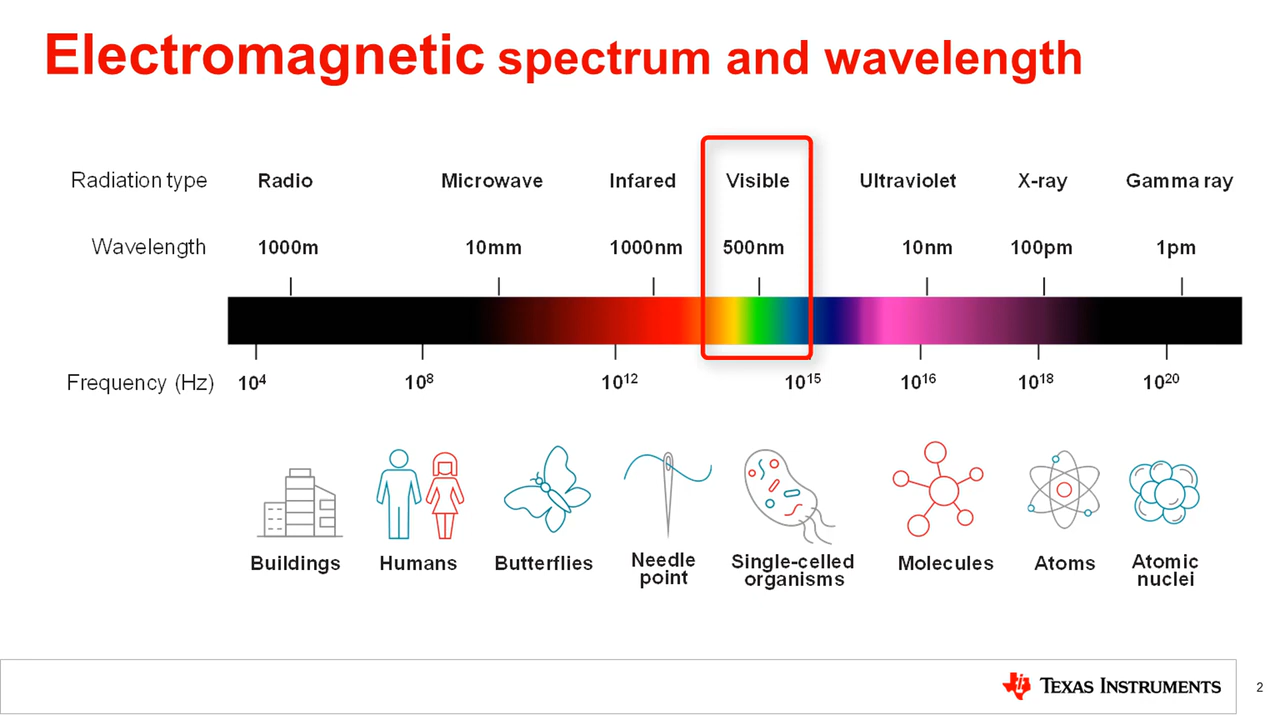 Electromagnetic spectrum and wavelength
Radiation type Radio Microwave Infared Visible Ultraviolet X-ray Gamma ray
Wavelength 1000m 10mm 1000nm 500nm 10nm 100pm 1pm
Frequency (Hz) 10⁴ 10⁸ 10¹² 10¹⁵ 10¹⁶ 10¹⁸ 10²⁰
Buildings Humans Butterflies Needle point Single-celled organisms Molecules Atoms Atomic nuclei
TEXAS INSTRUMENTS
2